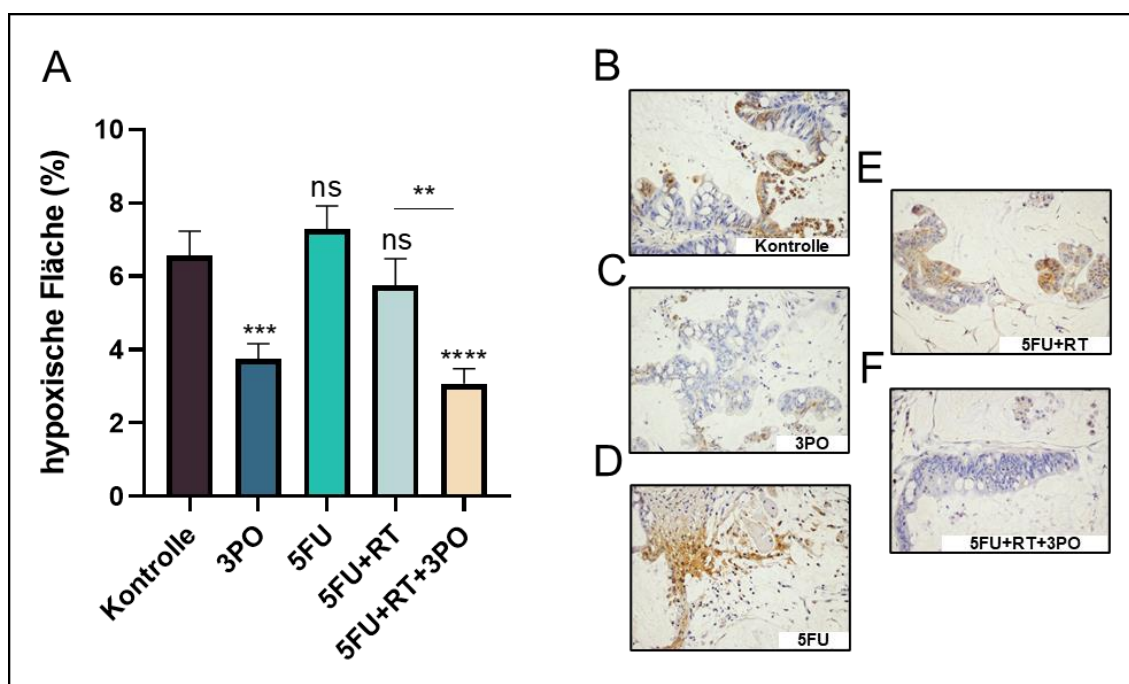 A
hypoxische Fläche (%)
10
8
6
4
2
0
***
ns
ns
**
****
Kontrolle
3PO
5FU
5FU+RT
5FU+RT+3PO
B
Kontrolle
C
3PO
D
5FU
E
5FU+RT
F
5FU+RT+3PO